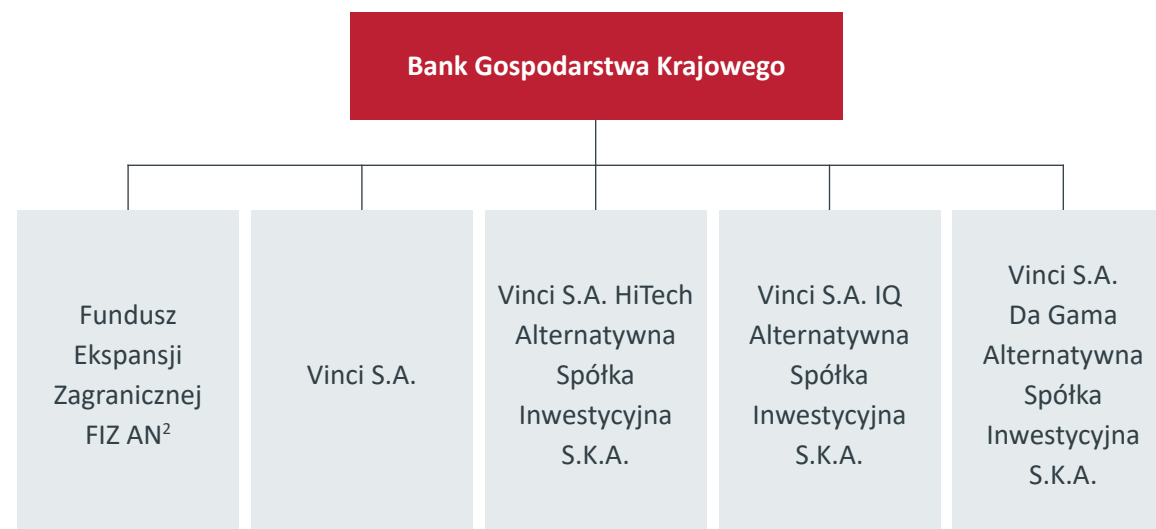 Bank Gospodarstwa Krajowego
Fundusz
Ekspansji
Zagranicznej
FIZ AN²
Vinci S.A.
Vinci S.A. HiTech
Alternatywna
Spółka
Inwestycyjna
S.K.A.
Vinci S.A. IQ
Alternatywna
Spółka
Inwestycyjna
S.K.A.
Vinci S.A.
Da Gama
Alternatywna
Spółka
Inwestycyjna
S.K.A.